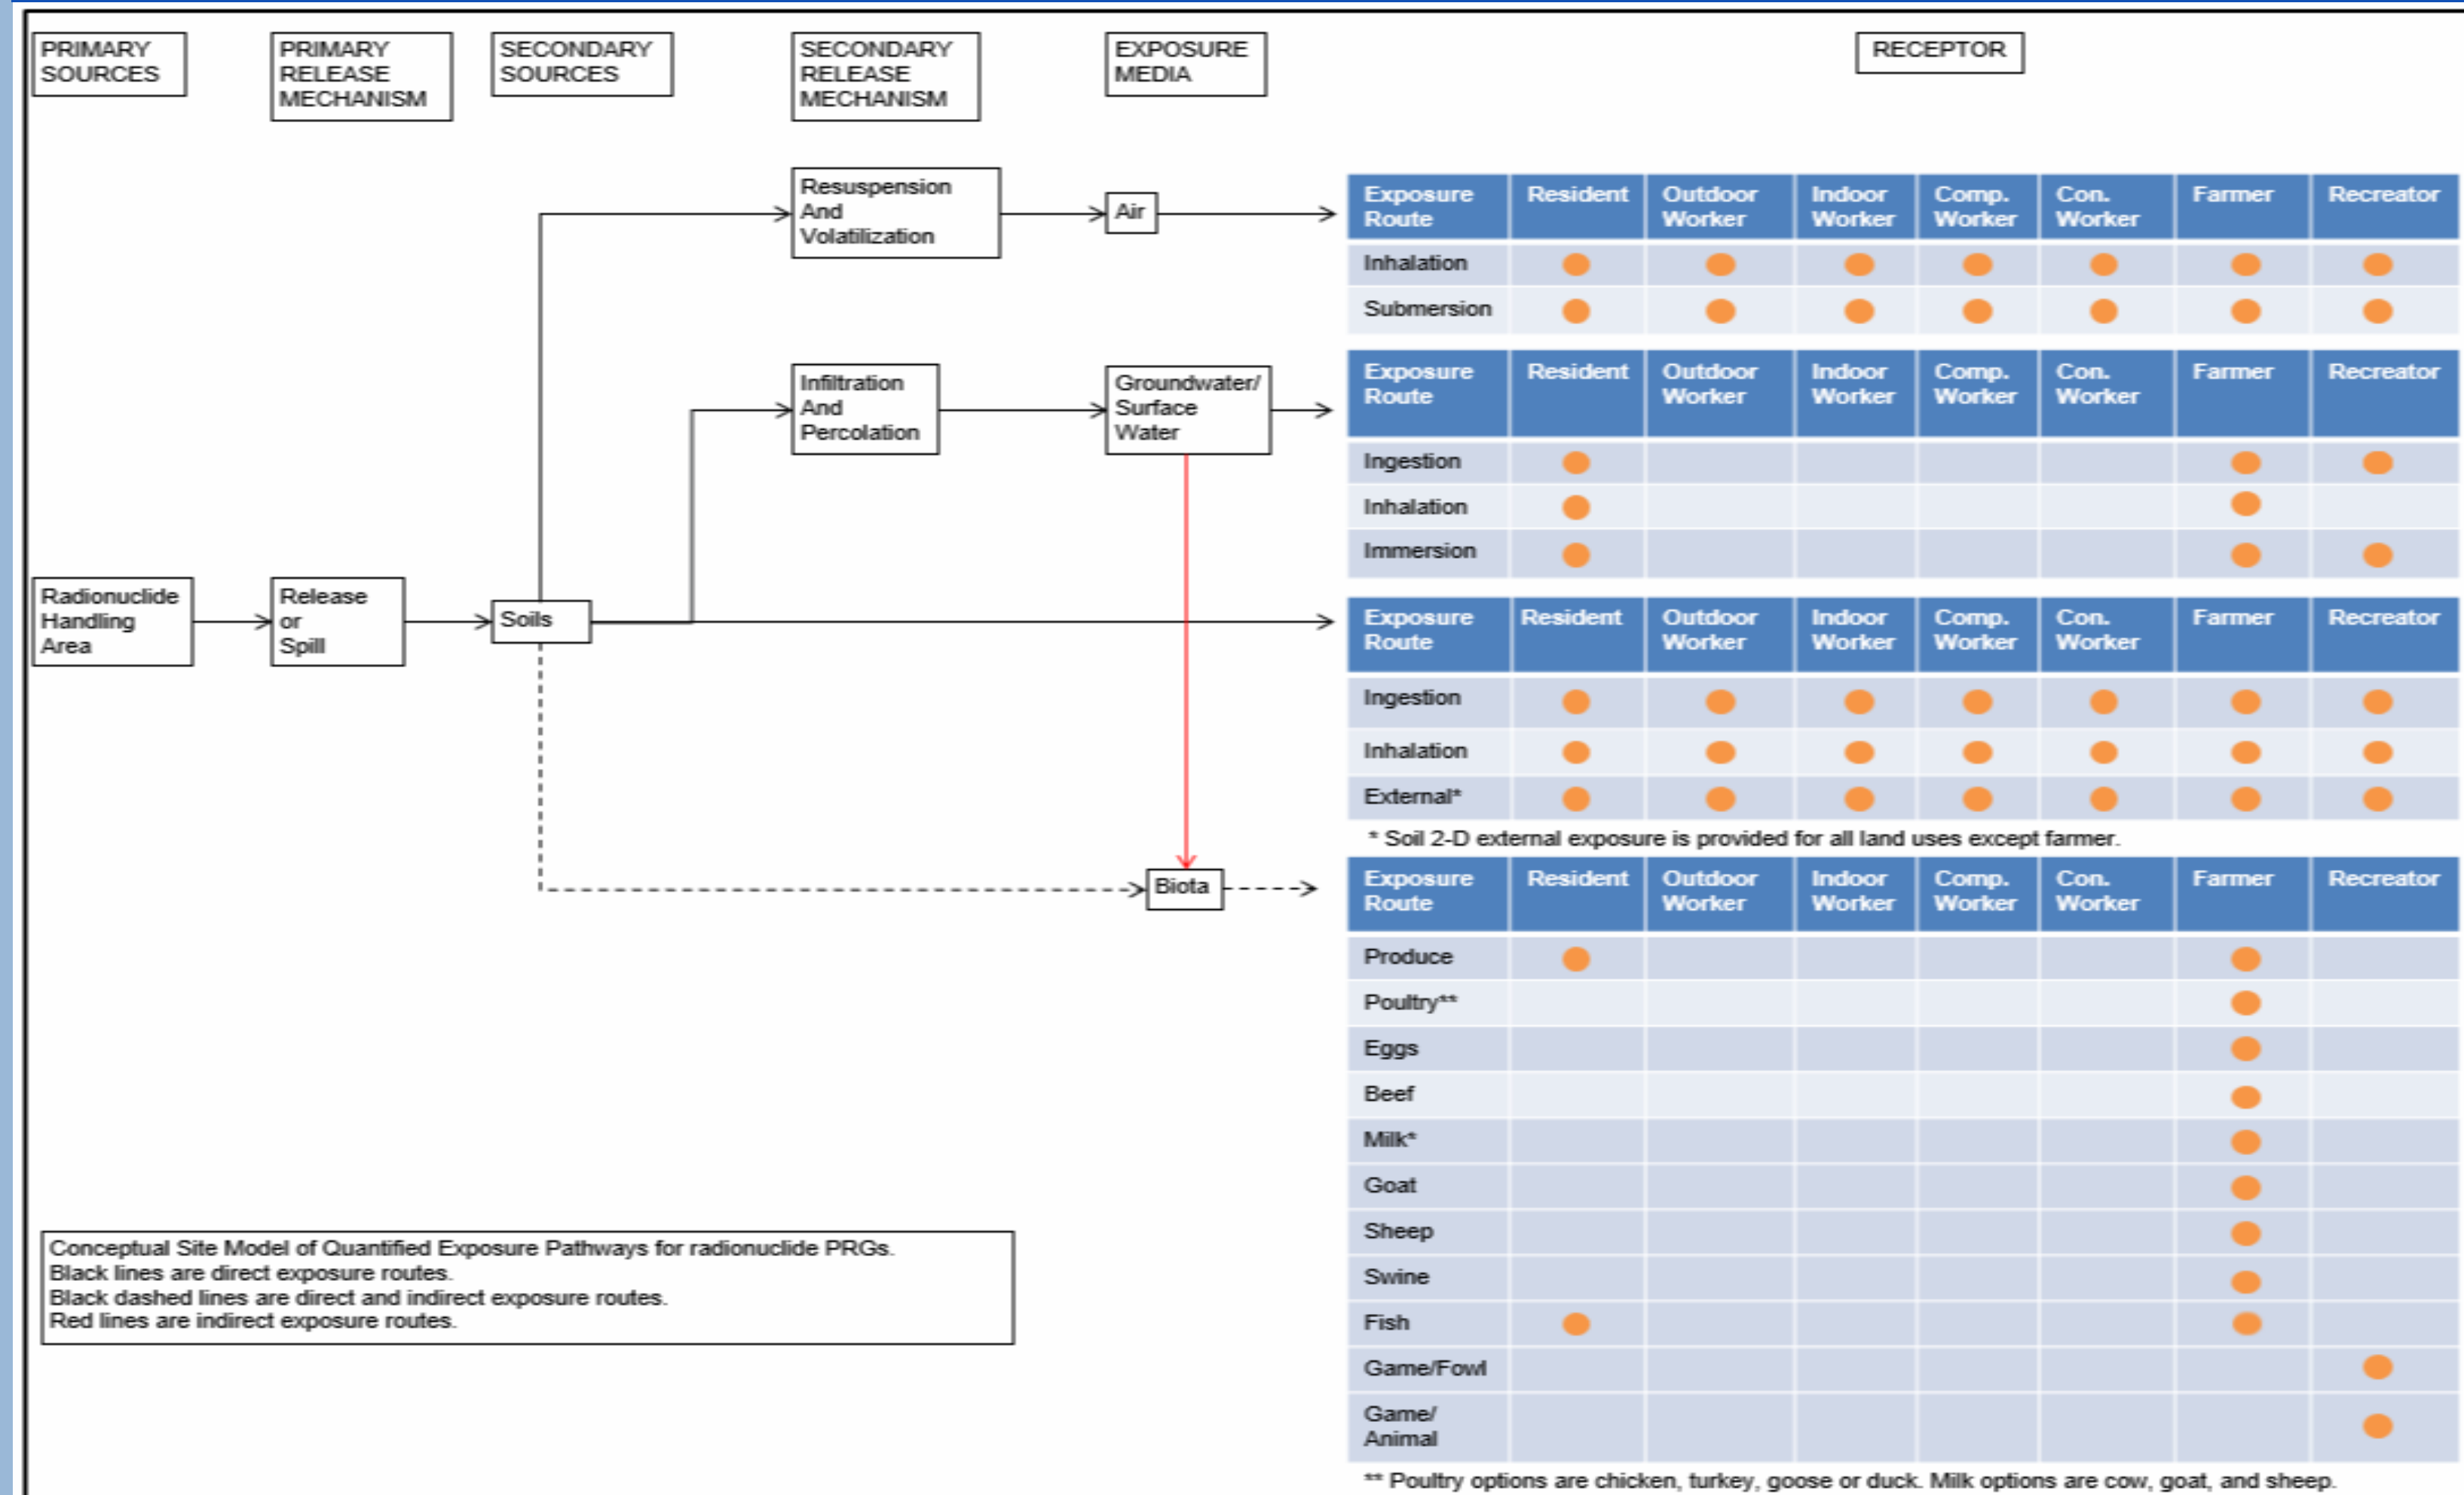 PRIMARY
SOURCES
PRIMARY
RELEASE
MECHANISM
SECONDARY
SOURCES
SECONDARY
RELEASE
MECHANISM
EXPOSURE
MEDIA
RECEPTOR
Resuspension
And
Volatilization
Air
Exposure Route Resident Outdoor Worker Indoor Worker Comp. Worker Con. Worker Farmer Recreator
Inhalation
Submersion
Infiltration
And
Percolation
Groundwater/
Surface
Water
Exposure Route Resident Outdoor Worker Indoor Worker Comp. Worker Con. Worker Farmer Recreator
Ingestion
Inhalation
Immersion
Radionuclide
Handling
Area
Release
or
Spill
Soils
Exposure Route Resident Outdoor Worker Indoor Worker Comp. Worker Con. Worker Farmer Recreator
Ingestion
Inhalation
External*
* Soil 2-D external exposure is provided for all land uses except farmer.
Biota
Exposure Route Resident Outdoor Worker Indoor Worker Comp. Worker Con. Worker Farmer Recreator
Produce
Poultry**
Eggs
Beef
Milk*
Goat
Sheep
Swine
Fish
Game/Fowl
Game/
Animal
** Poultry options are chicken, turkey, goose or duck. Milk options are cow, goat, and sheep.
Conceptual Site Model of Quantified Exposure Pathways for radionuclide PRGs.
Black lines are direct exposure routes.
Black dashed lines are direct and indirect exposure routes.
Red lines are indirect exposure routes.